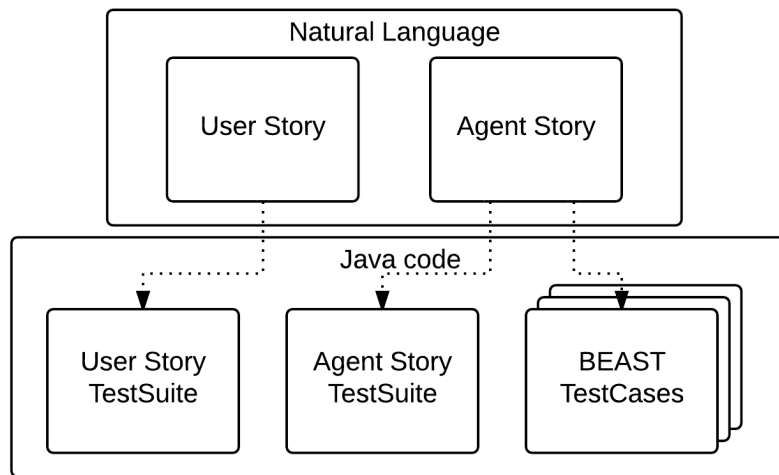 Natural Language
User Story
Agent Story
Java code
User Story
TestSuite
Agent Story
TestSuite
BEAST
TestCases